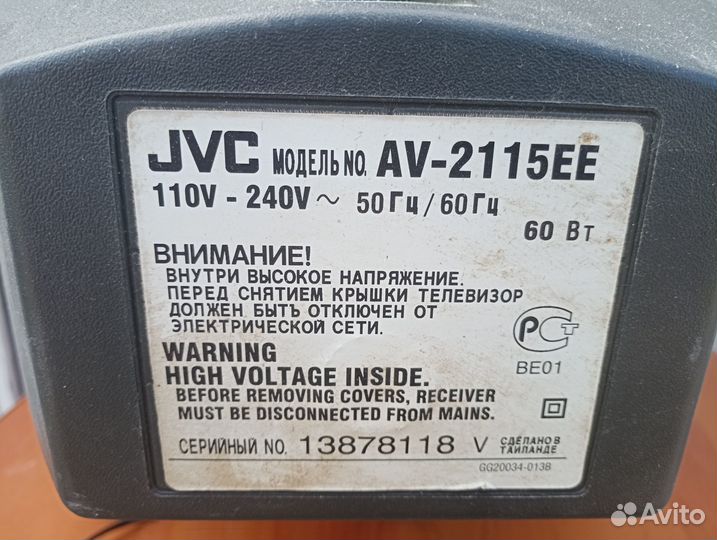 JVC МОДЕЛЬ NO. AV-2115EE
110V - 240V ~ 50Гц/60Гц
60 Вт
ВНИМАНИЕ!
ВНУТРИ ВЫСОКОЕ НАПРЯЖЕНИЕ.
ПЕРЕД СНЯТИЕМ КРЫШКИ ТЕЛЕВИЗОР
ДОЛЖЕН БЫТЬ ОТКЛЮЧЕН ОТ
ЭЛЕКТРИЧЕСКОЙ СЕТИ.
РСТ
BE01
WARNING
HIGH VOLTAGE INSIDE.
BEFORE REMOVING COVERS, RECEIVER
MUST BE DISCONNECTED FROM MAINS.
СЕРИЙНЫЙ NO. 13878118 V
СДЕЛАНО В
ТАИЛАНДЕ
GG20034-013B
Avito